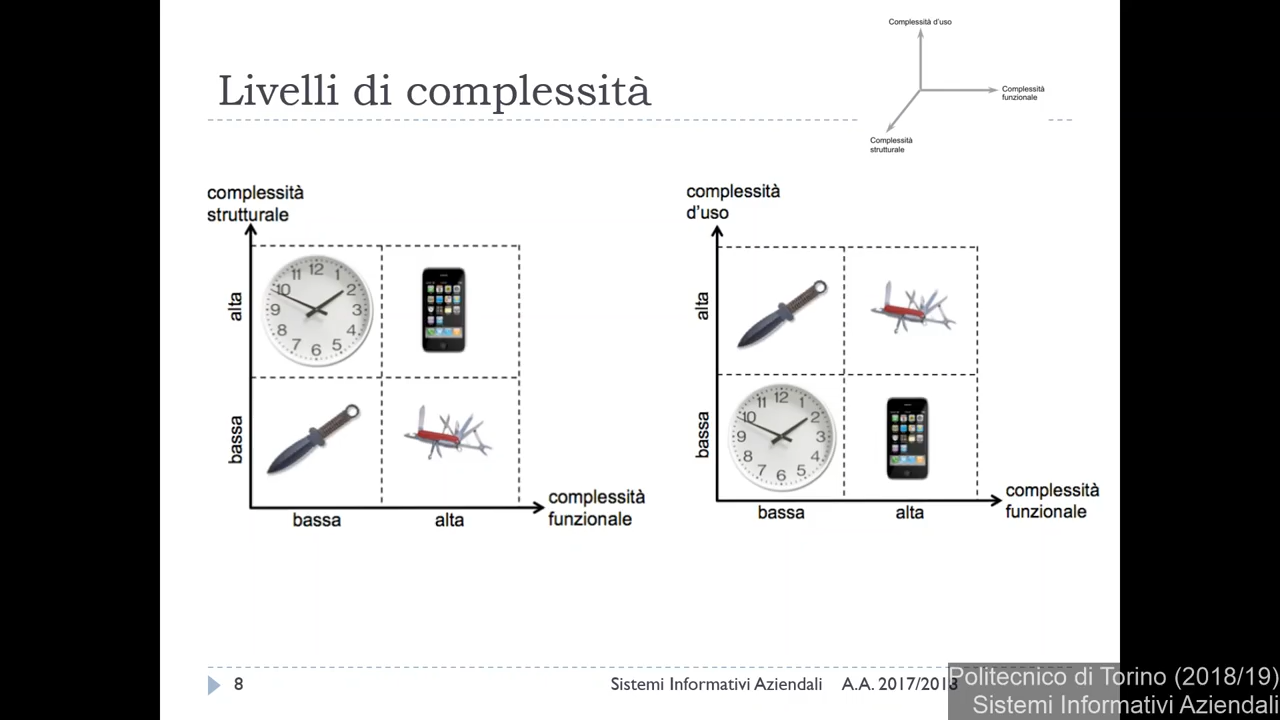 Livelli di complessità
Complessità d'uso
Complessità
funzionale
Complessità
strutturale
complessità
strutturale
alta
bassa
bassa
alta
complessità
funzionale
complessità
d'uso
alta
bassa
bassa
alta
complessità
funzionale
8
Sistemi Informativi Aziendali A.A. 2017/2018
Politecnico di Torino (2018/19)
Sistemi Informativi Aziendali